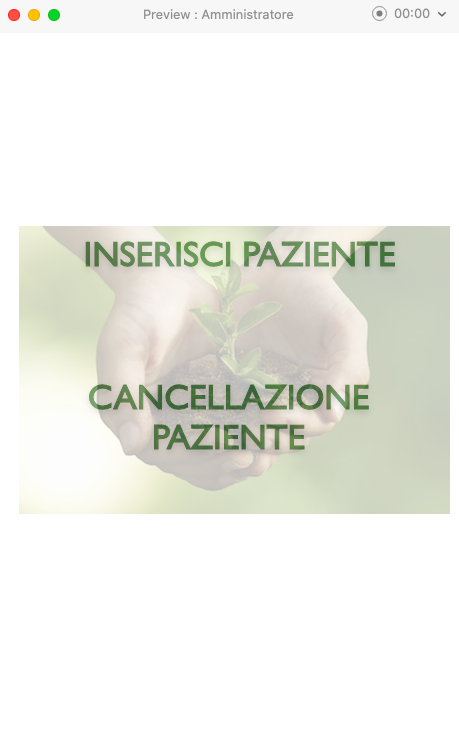 Preview : Amministratore
00:00
INSERISCI PAZIENTE
CANCELLAZIONE
PAZIENTE